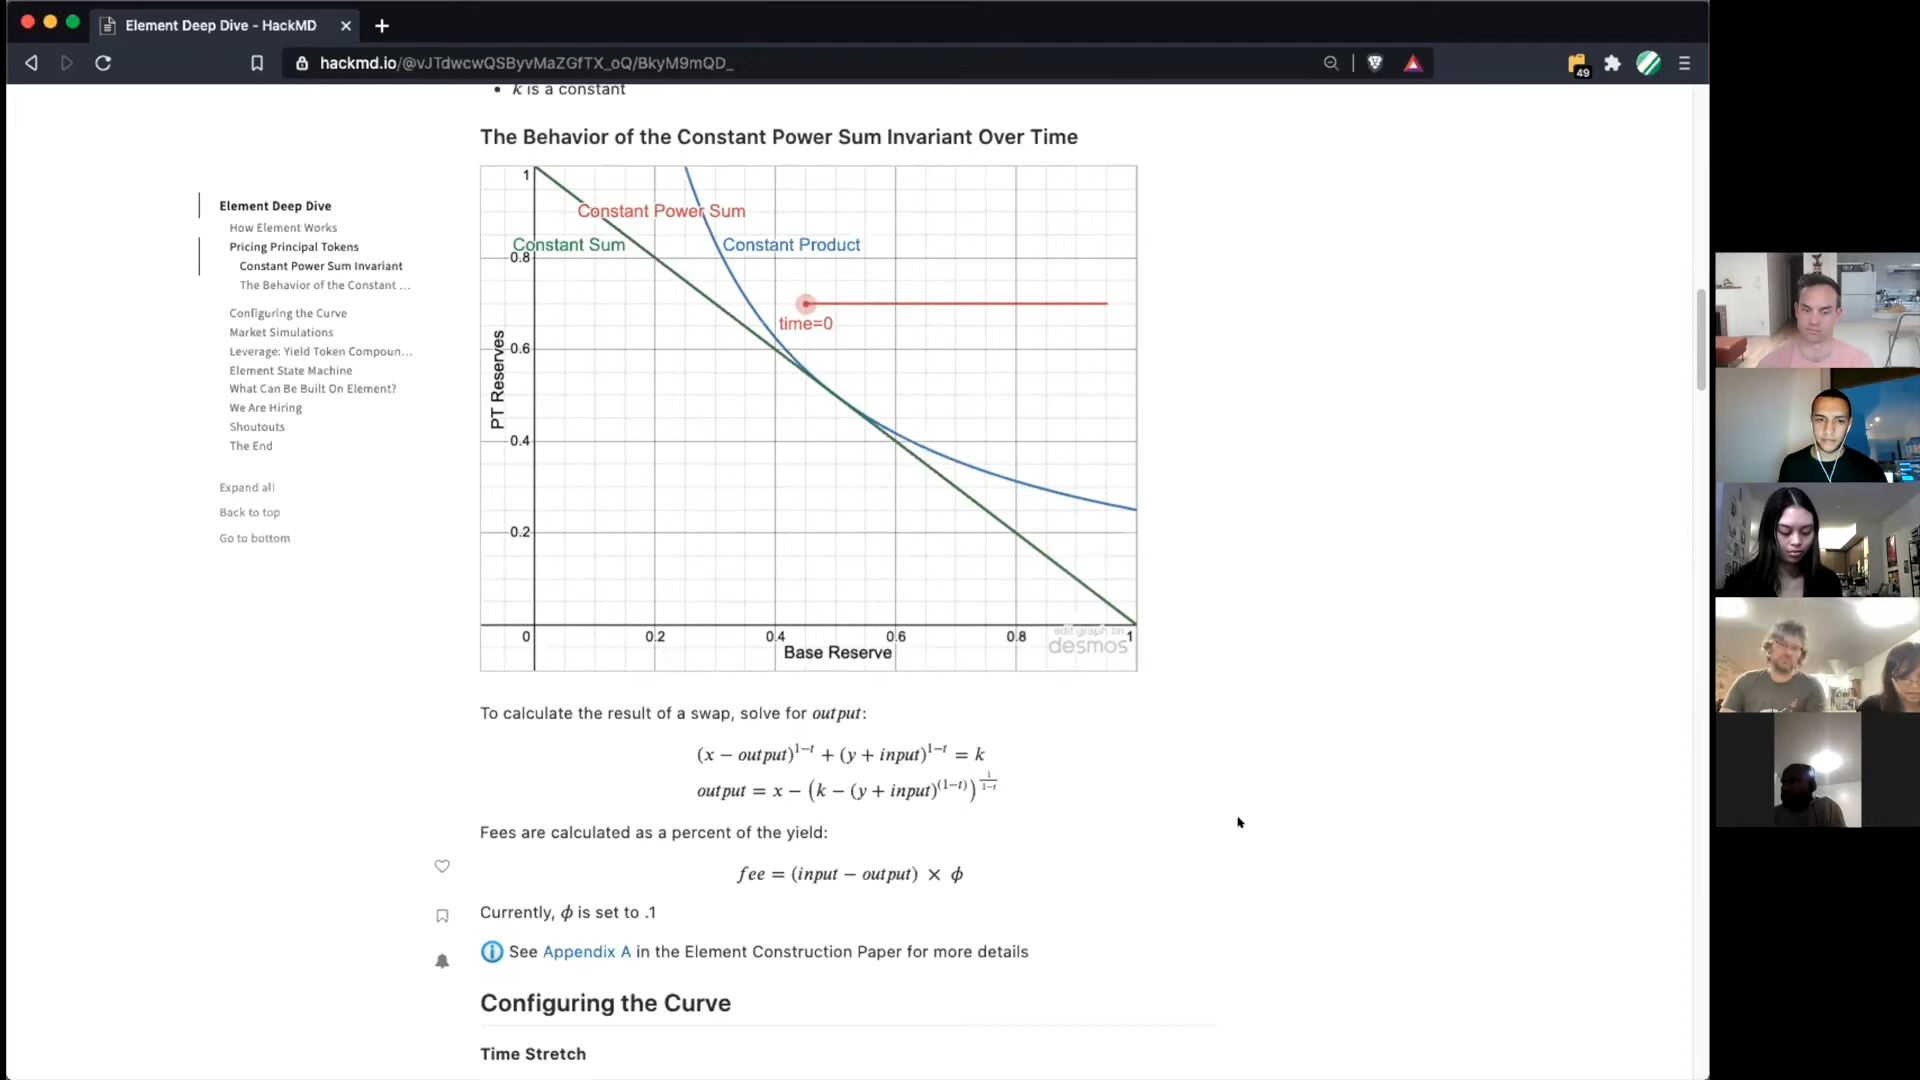 Element Deep Dive - HackMD
hackmd.io/@vJTdwcwQSByvMaZGfTX_oQ/BkyM9mQD_
49
k is a constant
The Behavior of the Constant Power Sum Invariant Over Time
Element Deep Dive
How Element Works
Pricing Principal Tokens
Constant Power Sum Invariant
The Behavior of the Constant ...
Configuring the Curve
Market Simulations
Leverage: Yield Token Compoun...
Element State Machine
What Can Be Built On Element?
We Are Hiring
Shoutouts
The End
Expand all
Back to top
Go to bottom
1
Constant Power Sum
Constant Sum
Constant Product
0.8
time=0
0.6
PT Reserves
0.4
0.2
0 0.2 0.4 0.6 0.8 1
Base Reserve
edit graph on
desmos
To calculate the result of a swap, solve for output:
(x − output)^{1−t} + (y + input)^{1−t} = k
output = x − (k − (y + input)^{(1−t)})^{1/(1−t)}
Fees are calculated as a percent of the yield:
fee = (input − output) × ϕ
Currently, ϕ is set to .1
See Appendix A in the Element Construction Paper for more details
Configuring the Curve
Time Stretch